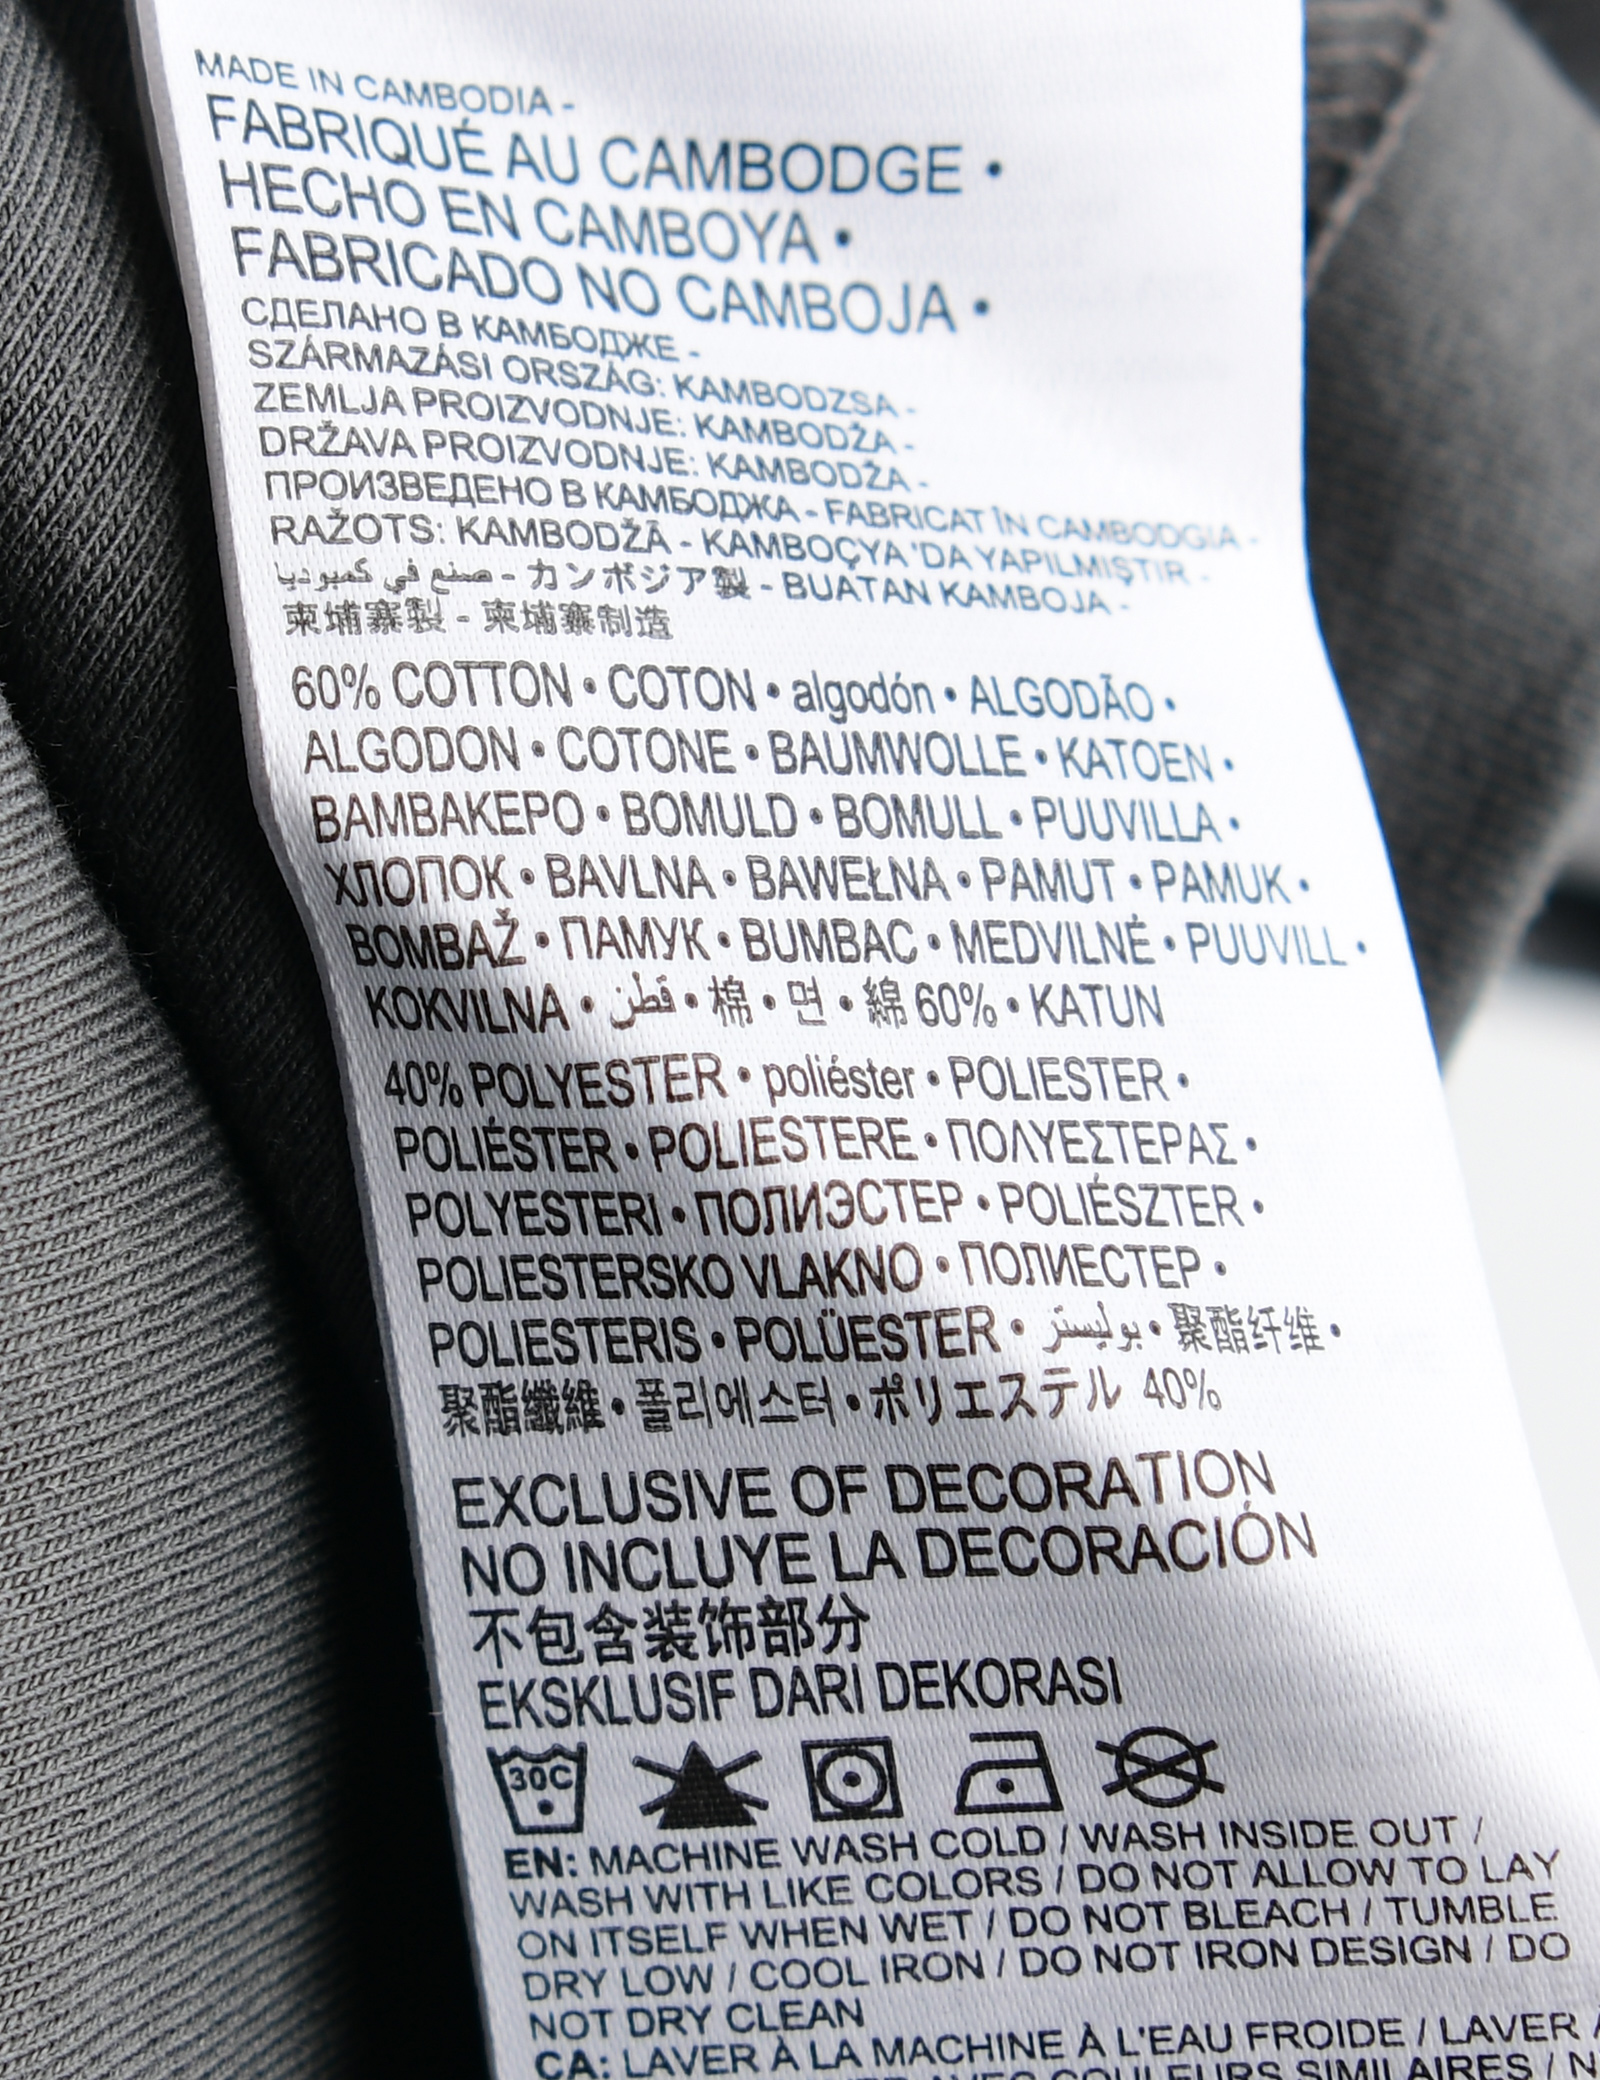 MADE IN CAMBODIA -
FABRIQUÉ AU CAMBODGE •
HECHO EN CAMBOYA •
FABRICADO NO CAMBOJA •
СДЕЛАНО В КАМБОДЖЕ -
SZÁRMAZÁSI ORSZÁG: KAMBODZSA -
ZEMLJA PROIZVODNJE: KAMBODŽA -
DRŽAVA PROIZVODNJE: KAMBODŽA -
ПРОИЗВЕДЕНО В КАМБОДЖА - FABRICAT ÎN CAMBODGIA -
RAŽOTS: KAMBODŽĀ - KAMBOÇYA 'DA YAPILMIŞTIR -
صنع في كمبوديا - カンボジア製 - BUATAN KAMBOJA -
柬埔寨製 - 柬埔寨制造
60% COTTON • COTON • algodón • ALGODÃO •
ALGODON • COTONE • BAUMWOLLE • KATOEN •
ΒΑΜΒΑΚΕΡΟ • BOMULD • BOMULL • PUUVILLA •
ХЛОПОК • BAVLNA • BAWEŁNA • PAMUT • PAMUK •
BOMBAŽ • ПАМУК • BUMBAC • MEDVILNÉ • PUUVILL •
KOKVILNA • قطن • 棉 • 면 • 綿 60% • KATUN
40% POLYESTER • poliéster • POLIESTER •
POLIÉSTER • POLIESTERE • ΠΟΛΥΕΣΤΕΡΑΣ •
POLYESTERI • ПОЛИЭСТЕР • POLIÉSZTER •
POLIESTERSKO VLAKNO • ПОЛИЕСТЕР •
POLIESTERIS • POLÜESTER • بوليستر • 聚酯纤维 •
聚酯纖維 • 폴리에스터 • ポリエステル 40%
EXCLUSIVE OF DECORATION
NO INCLUYE LA DECORACIÓN
不包含装饰部分
EKSKLUSIF DARI DEKORASI
30C
EN: MACHINE WASH COLD / WASH INSIDE OUT /
WASH WITH LIKE COLORS / DO NOT ALLOW TO LAY
ON ITSELF WHEN WET / DO NOT BLEACH / TUMBLE
DRY LOW / COOL IRON / DO NOT IRON DESIGN / DO
NOT DRY CLEAN
CA: LAVER À LA MACHINE À L'EAU FROIDE / LAVER À
AVEC COULEURS SIMILAIRES / N